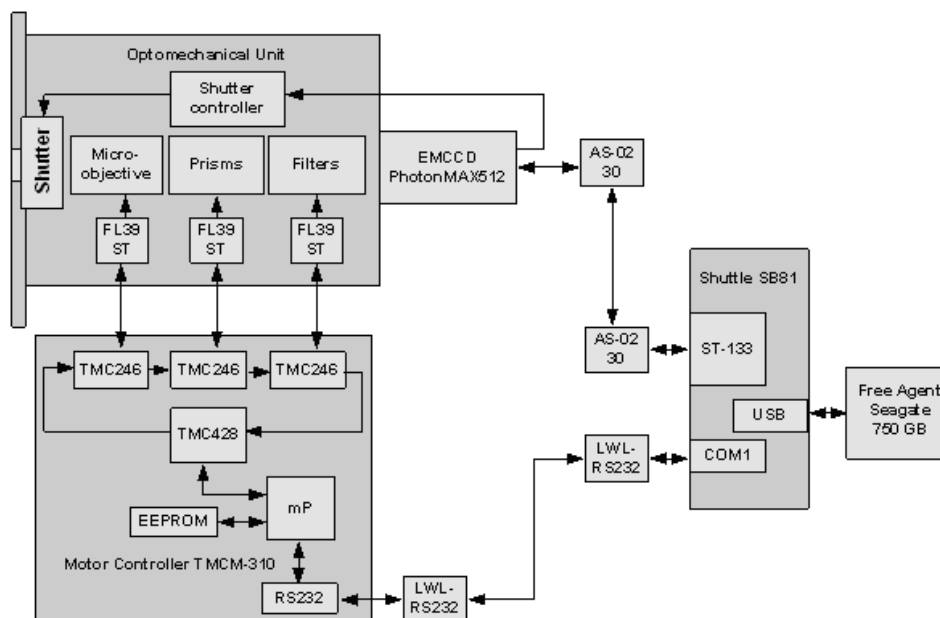 Optomechanical Unit
Shutter
controller
Shutter
Micro-
objective
Prisms
Filters
EMCCD
PhotonMAX512
AS-02
30
FL39
ST
FL39
ST
FL39
ST
Shuttle SB81
AS-02
30
ST-133
TMC246
TMC246
TMC246
USB
Free Agent
Seagate
750 GB
TMC428
LWL-
RS232
COM1
EEPROM
mP
Motor Controller TMCM-310
RS232
LWL-
RS232